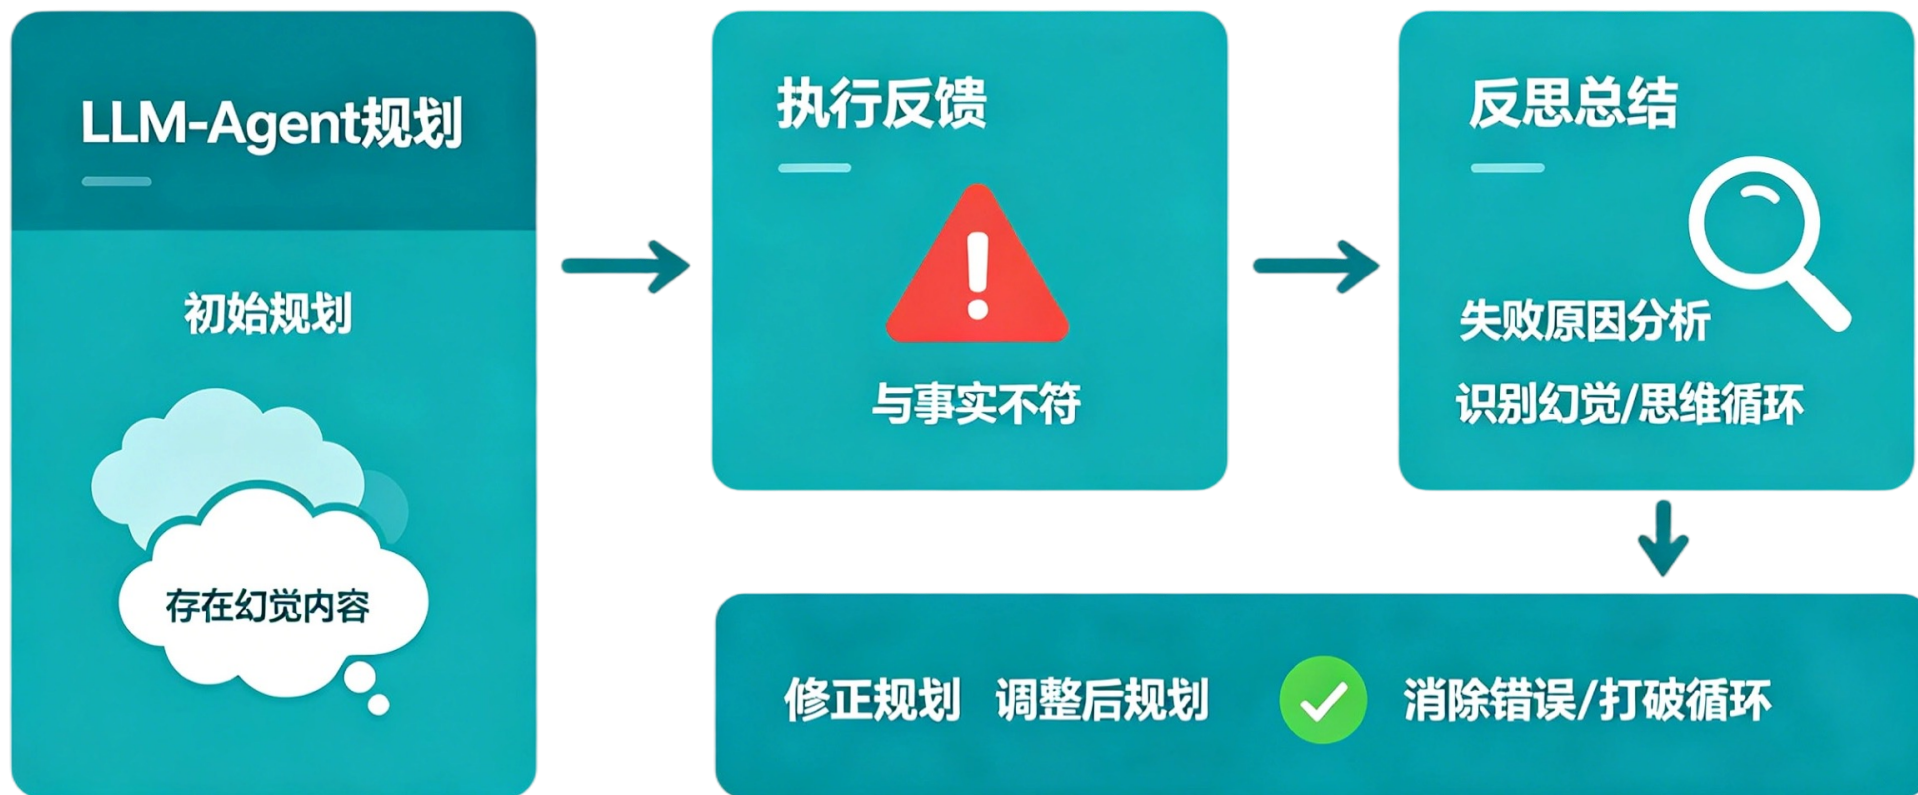 LLM-Agent规划
初始规划
存在幻觉内容
执行反馈
与事实不符
反思总结
失败原因分析
识别幻觉/思维循环
修正规划 调整后规划 消除错误/打破循环